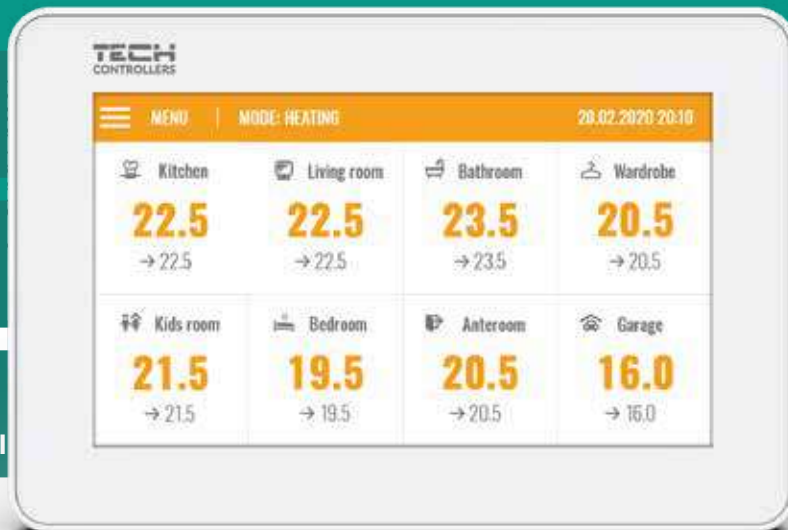 TECH
CONTROLLERS
MENU | MODE: HEATING 20.02.2020 20:10
Kitchen Living room Bathroom Wardrobe
22.5 22.5 23.5 20.5
→ 22.5 → 22.5 → 23.5 → 20.5
Kids room Bedroom Anteroom Garage
21.5 19.5 20.5 16.0
→ 21.5 → 19.5 → 20.5 → 16.0